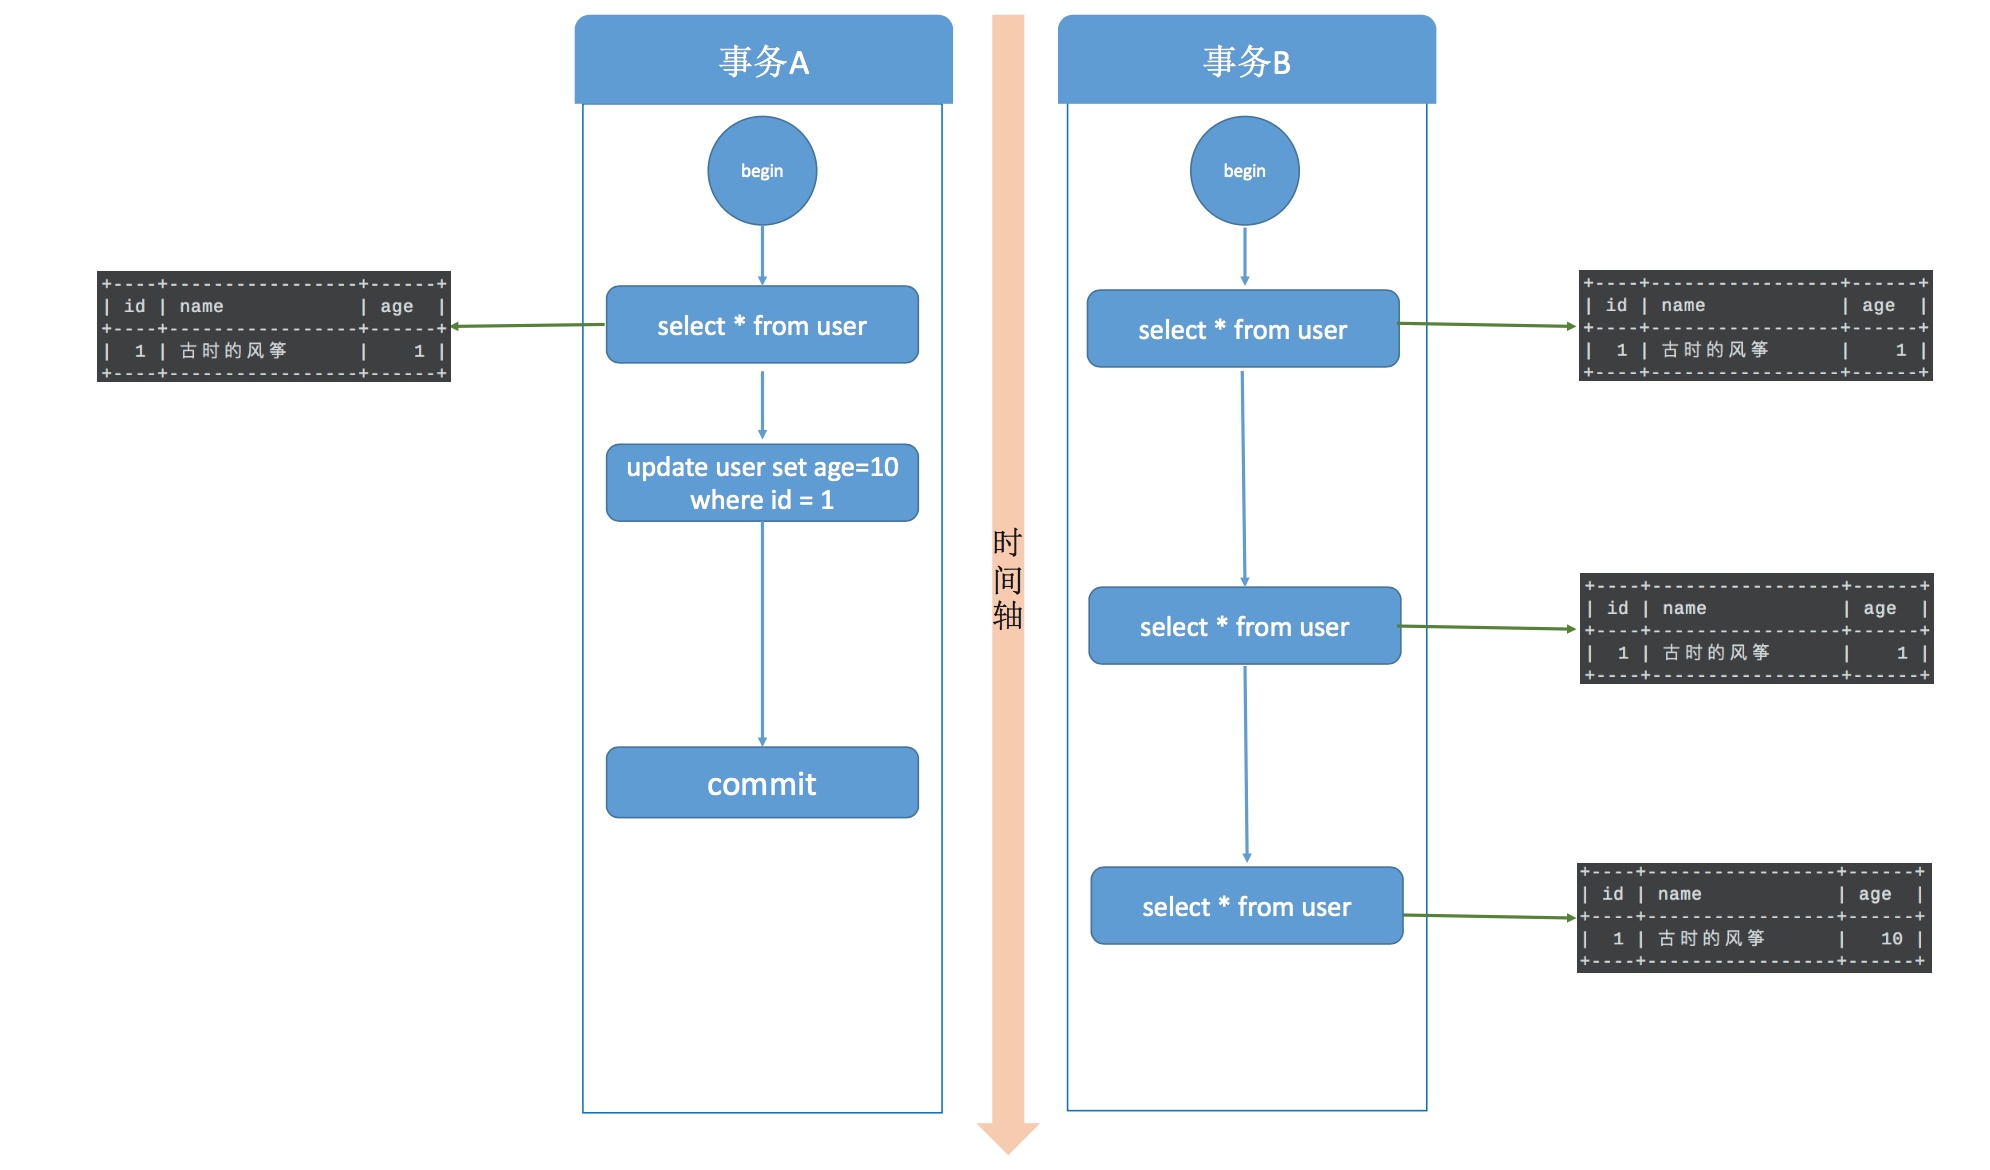 事务A
事务B
begin
begin
+----+-----------------+------+
| id | name            | age  |
+----+-----------------+------+
|  1 | 古时的风筝      |    1 |
+----+-----------------+------+
select * from user
select * from user
+----+-----------------+------+
| id | name            | age  |
+----+-----------------+------+
|  1 | 古时的风筝      |    1 |
+----+-----------------+------+
update user set age=10
where id = 1
时
间
轴
select * from user
+----+-----------------+------+
| id | name            | age  |
+----+-----------------+------+
|  1 | 古时的风筝      |    1 |
+----+-----------------+------+
commit
select * from user
+----+-----------------+------+
| id | name            | age  |
+----+-----------------+------+
|  1 | 古时的风筝      |   10 |
+----+-----------------+------+